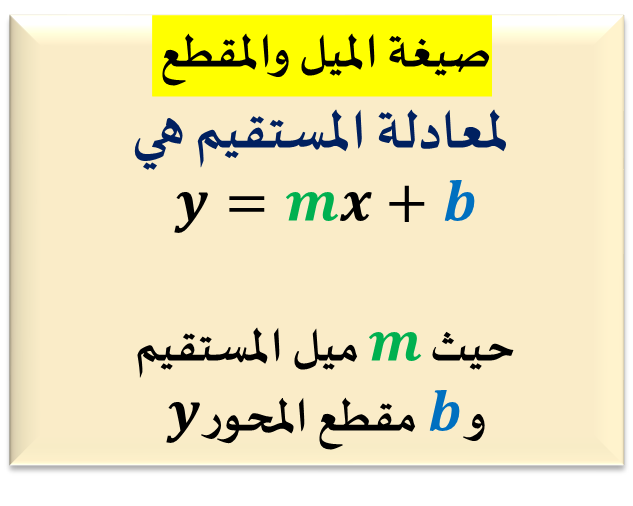 صيغة الميل والمقطع
لمعادلة المستقيم هي
y = mx + b
حيث m ميل المستقيم
و b مقطع المحور y